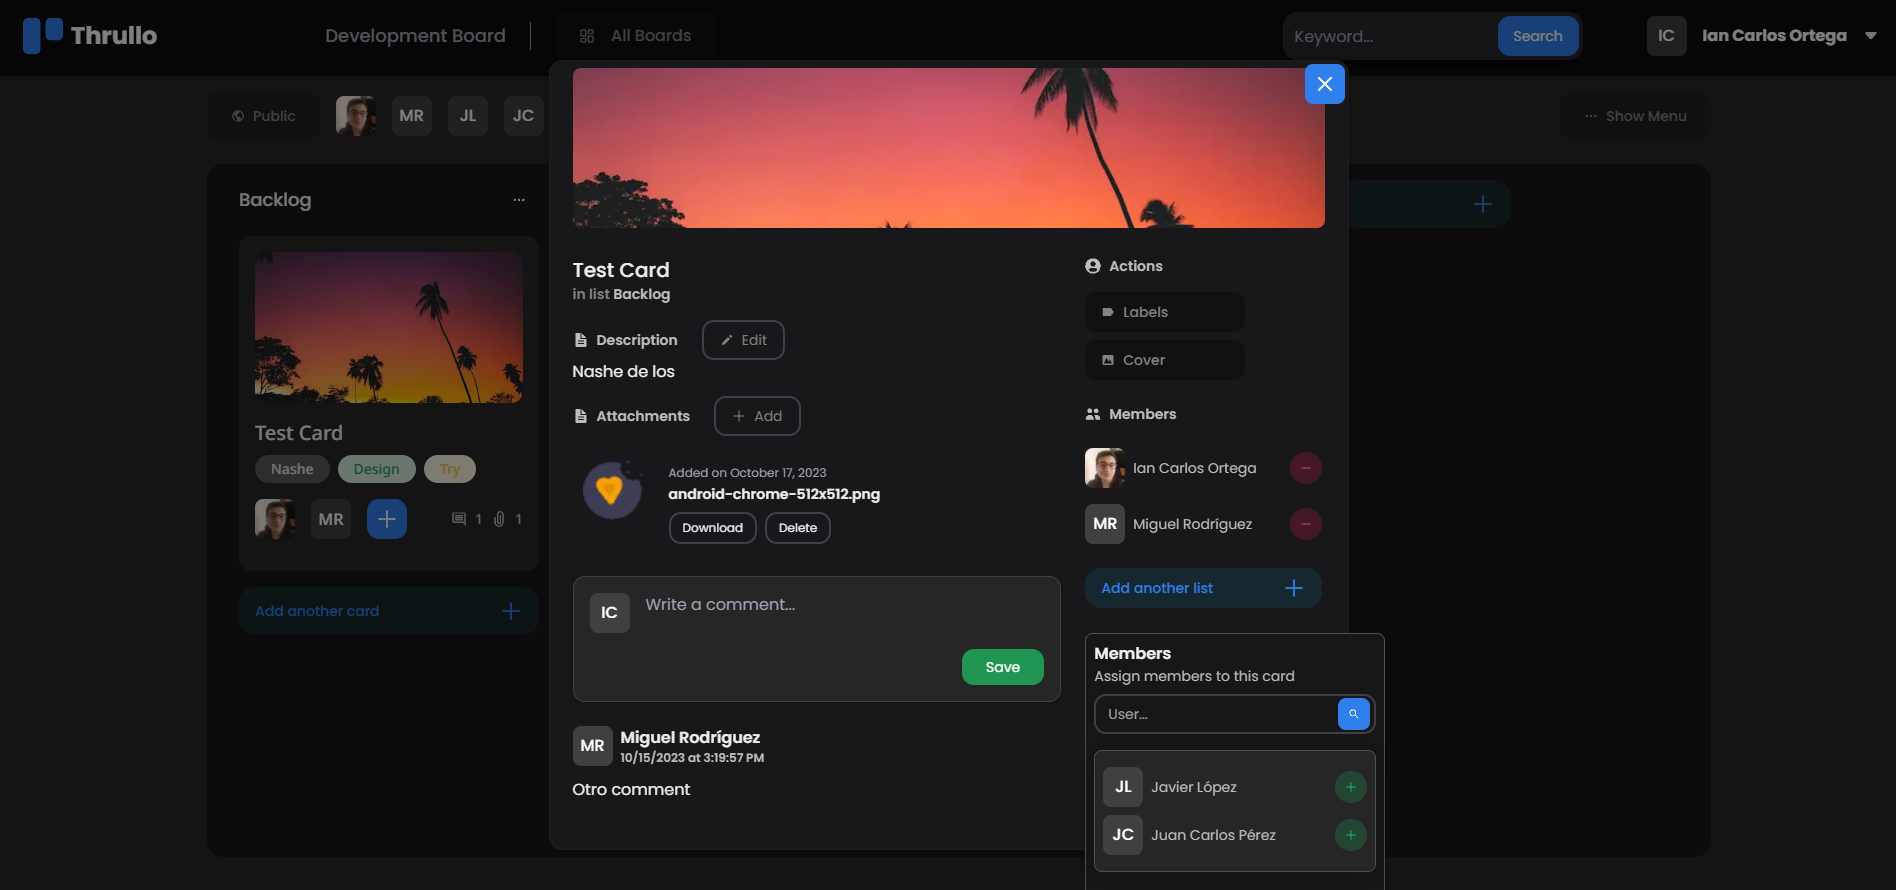 Thrullo
Development Board
All Boards
Keyword...
Search
IC
Ian Carlos Ortega
Public
MR
JL
JC
Show Menu
Backlog
Test Card
Nashe
Design
Try
MR
1
1
Add another card
Test Card
in list Backlog
Description
Edit
Nashe de los
Attachments
Add
Added on October 17, 2023
android-chrome-512x512.png
Download
Delete
IC
Write a comment...
Save
MR
Miguel Rodríguez
10/15/2023 at 3:19:57 PM
Otro comment
Actions
Labels
Cover
Members
Ian Carlos Ortega
MR
Miguel Rodríguez
Add another list
Members
Assign members to this card
User...
JL
Javier López
JC
Juan Carlos Pérez